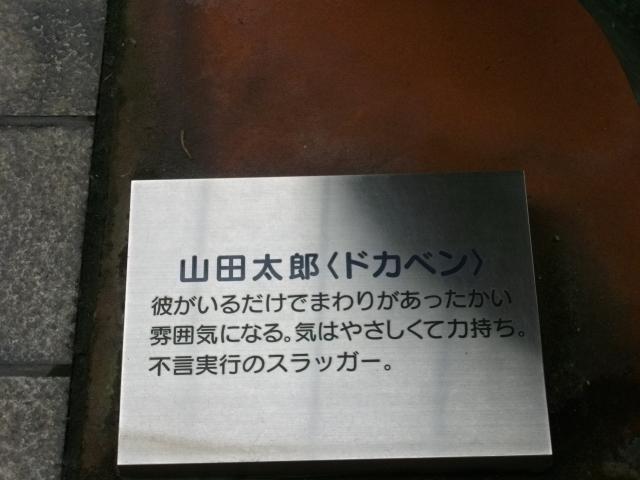 山田太郎〈ドカベン〉
彼がいるだけでまわりがあったかい
雰囲気になる。気はやさしくて力持ち。
不言実行のスラッガー。